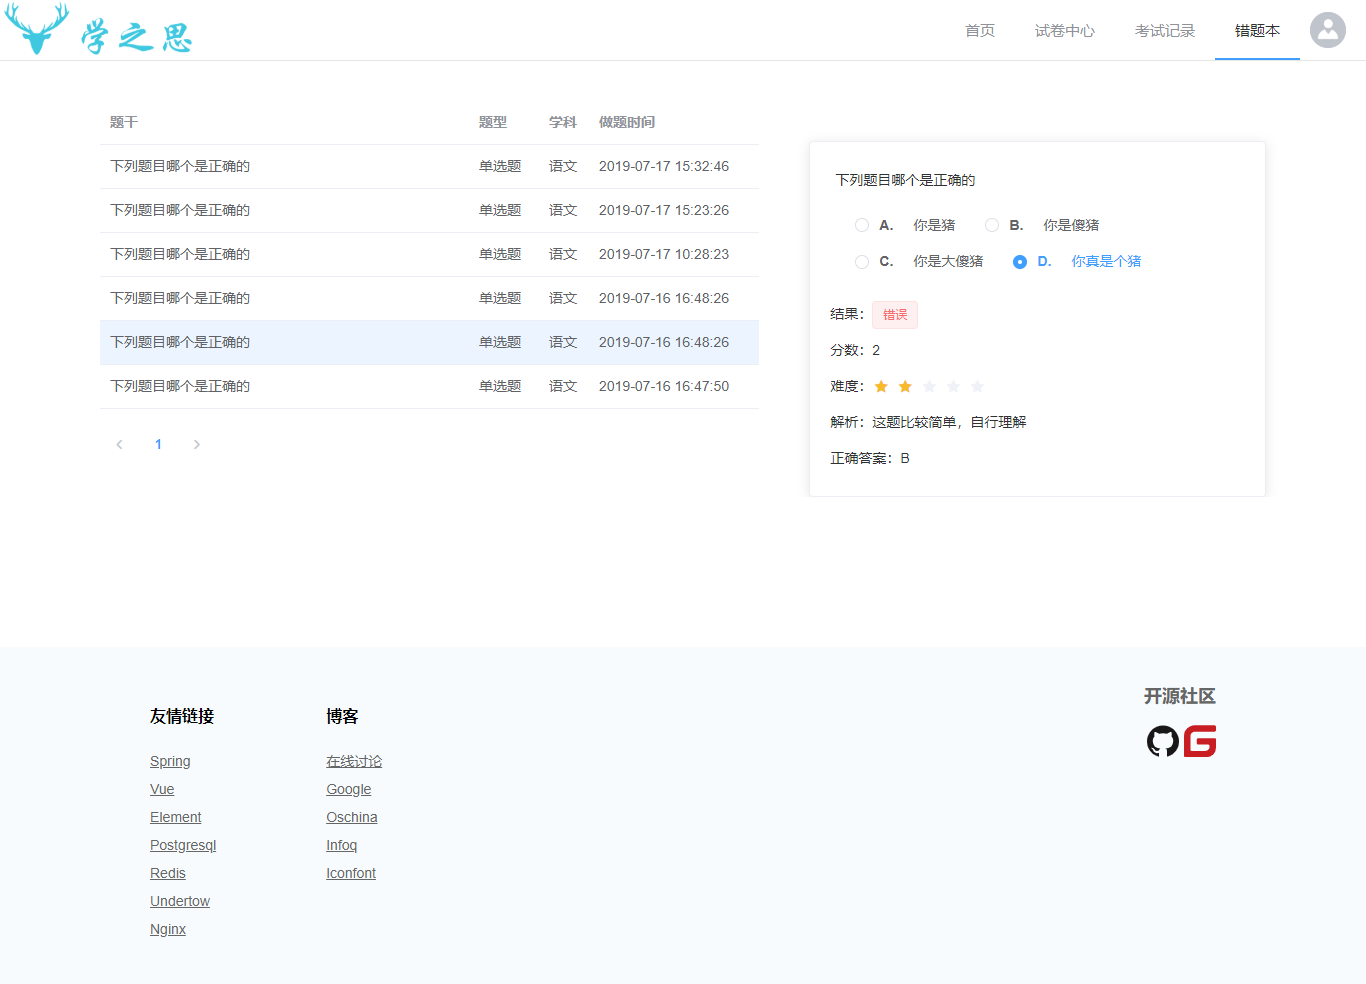 学之思
首页 试卷中心 考试记录 错题本
题干 题型 学科 做题时间
下列题目哪个是正确的 单选题 语文 2019-07-17 15:32:46
下列题目哪个是正确的 单选题 语文 2019-07-17 15:23:26
下列题目哪个是正确的 单选题 语文 2019-07-17 10:28:23
下列题目哪个是正确的 单选题 语文 2019-07-16 16:48:26
下列题目哪个是正确的 单选题 语文 2019-07-16 16:48:26
下列题目哪个是正确的 单选题 语文 2019-07-16 16:47:50
1
下列题目哪个是正确的
A. 你是猪 B. 你是傻猪
C. 你是大傻猪 D. 你真是个猪
结果：错误
分数：2
难度：
解析：这题比较简单，自行理解
正确答案：B
友情链接
Spring
Vue
Element
Postgresql
Redis
Undertow
Nginx
博客
在线讨论
Google
Oschina
Infoq
Iconfont
开源社区
G